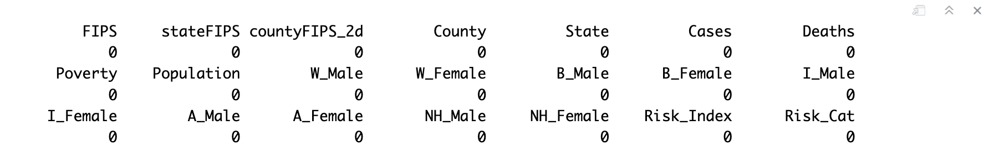 FIPS stateFIPS countyFIPS_2d County State Cases Deaths
0 0 0 0 0 0 0
Poverty Population W_Male W_Female B_Male B_Female I_Male
0 0 0 0 0 0 0
I_Female A_Male A_Female NH_Male NH_Female Risk_Index Risk_Cat
0 0 0 0 0 0 0